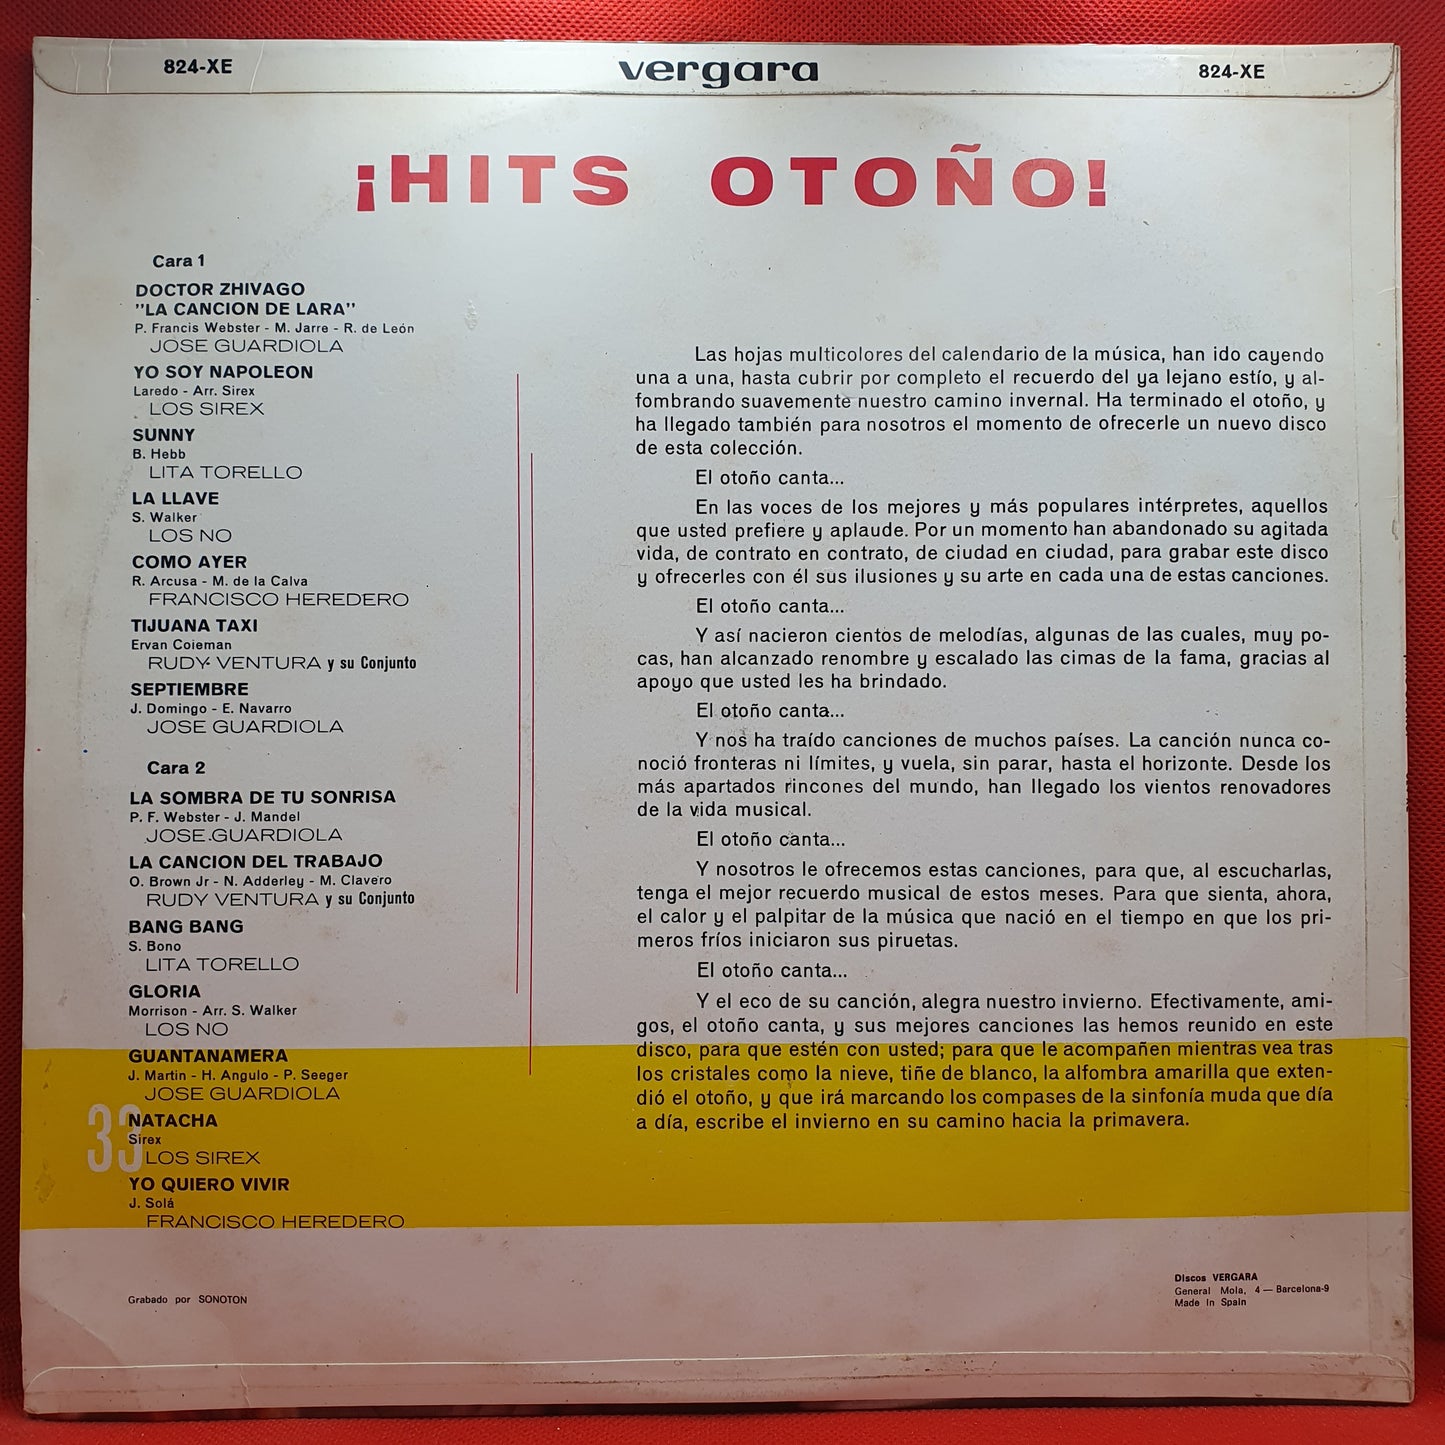 824-XE
vergara
824-XE
¡HITS OTOÑO!
Cara 1
DOCTOR ZHIVAGO
"LA CANCION DE LARA"
P. Francis Webster - M. Jarre - R. de León
JOSE GUARDIOLA
YO SOY NAPOLEON
Laredo - Arr. Sirex
LOS SIREX
SUNNY
B. Hebb
LITA TORELLO
LA LLAVE
S. Walker
LOS NO
COMO AYER
R. Arcusa - M. de la Calva
FRANCISCO HEREDERO
TIJUANA TAXI
Ervan Coieman
RUDY VENTURA y su Conjunto
SEPTIEMBRE
J. Domingo - E. Navarro
JOSE GUARDIOLA
Cara 2
LA SOMBRA DE TU SONRISA
P. F. Webster - J. Mandel
JOSE GUARDIOLA
LA CANCION DEL TRABAJO
O. Brown Jr - N. Adderley - M. Clavero
RUDY VENTURA y su Conjunto
BANG BANG
S. Bono
LITA TORELLO
GLORIA
Morrison - Arr. S. Walker
LOS NO
GUANTANAMERA
J. Martin - H. Angulo - P. Seeger
JOSE GUARDIOLA
33
NATACHA
Sirex
LOS SIREX
YO QUIERO VIVIR
J. Solá
FRANCISCO HEREDERO
Grabado por SONOTON
Las hojas multicolores del calendario de la música, han ido cayendo
una a una, hasta cubrir por completo el recuerdo del ya lejano estío, y al-
fombrando suavemente nuestro camino invernal. Ha terminado el otoño, y
ha llegado también para nosotros el momento de ofrecerle un nuevo disco
de esta colección.
El otoño canta...
En las voces de los mejores y más populares intérpretes, aquellos
que usted prefiere y aplaude. Por un momento han abandonado su agitada
vida, de contrato en contrato, de ciudad en ciudad, para grabar este disco
y ofrecerles con él sus ilusiones y su arte en cada una de estas canciones.
El otoño canta...
Y así nacieron cientos de melodías, algunas de las cuales, muy po-
cas, han alcanzado renombre y escalado las cimas de la fama, gracias al
apoyo que usted les ha brindado.
El otoño canta...
Y nos ha traído canciones de muchos países. La canción nunca co-
noció fronteras ni límites, y vuela, sin parar, hasta el horizonte. Desde los
más apartados rincones del mundo, han llegado los vientos renovadores
de la vida musical.
El otoño canta...
Y nosotros le ofrecemos estas canciones, para que, al escucharlas,
tenga el mejor recuerdo musical de estos meses. Para que sienta, ahora,
el calor y el palpitar de la música que nació en el tiempo en que los pri-
meros fríos iniciaron sus piruetas.
El otoño canta...
Y el eco de su canción, alegra nuestro invierno. Efectivamente, ami-
gos, el otoño canta, y sus mejores canciones las hemos reunido en este
disco, para que estén con usted; para que le acompañen mientras vea tras
los cristales como la nieve, tiñe de blanco, la alfombra amarilla que exten-
dió el otoño, y que irá marcando los compases de la sinfonía muda que día
a día, escribe el invierno en su camino hacia la primavera.
Discos VERGARA
General Mola, 4 — Barcelona-9
Made in Spain